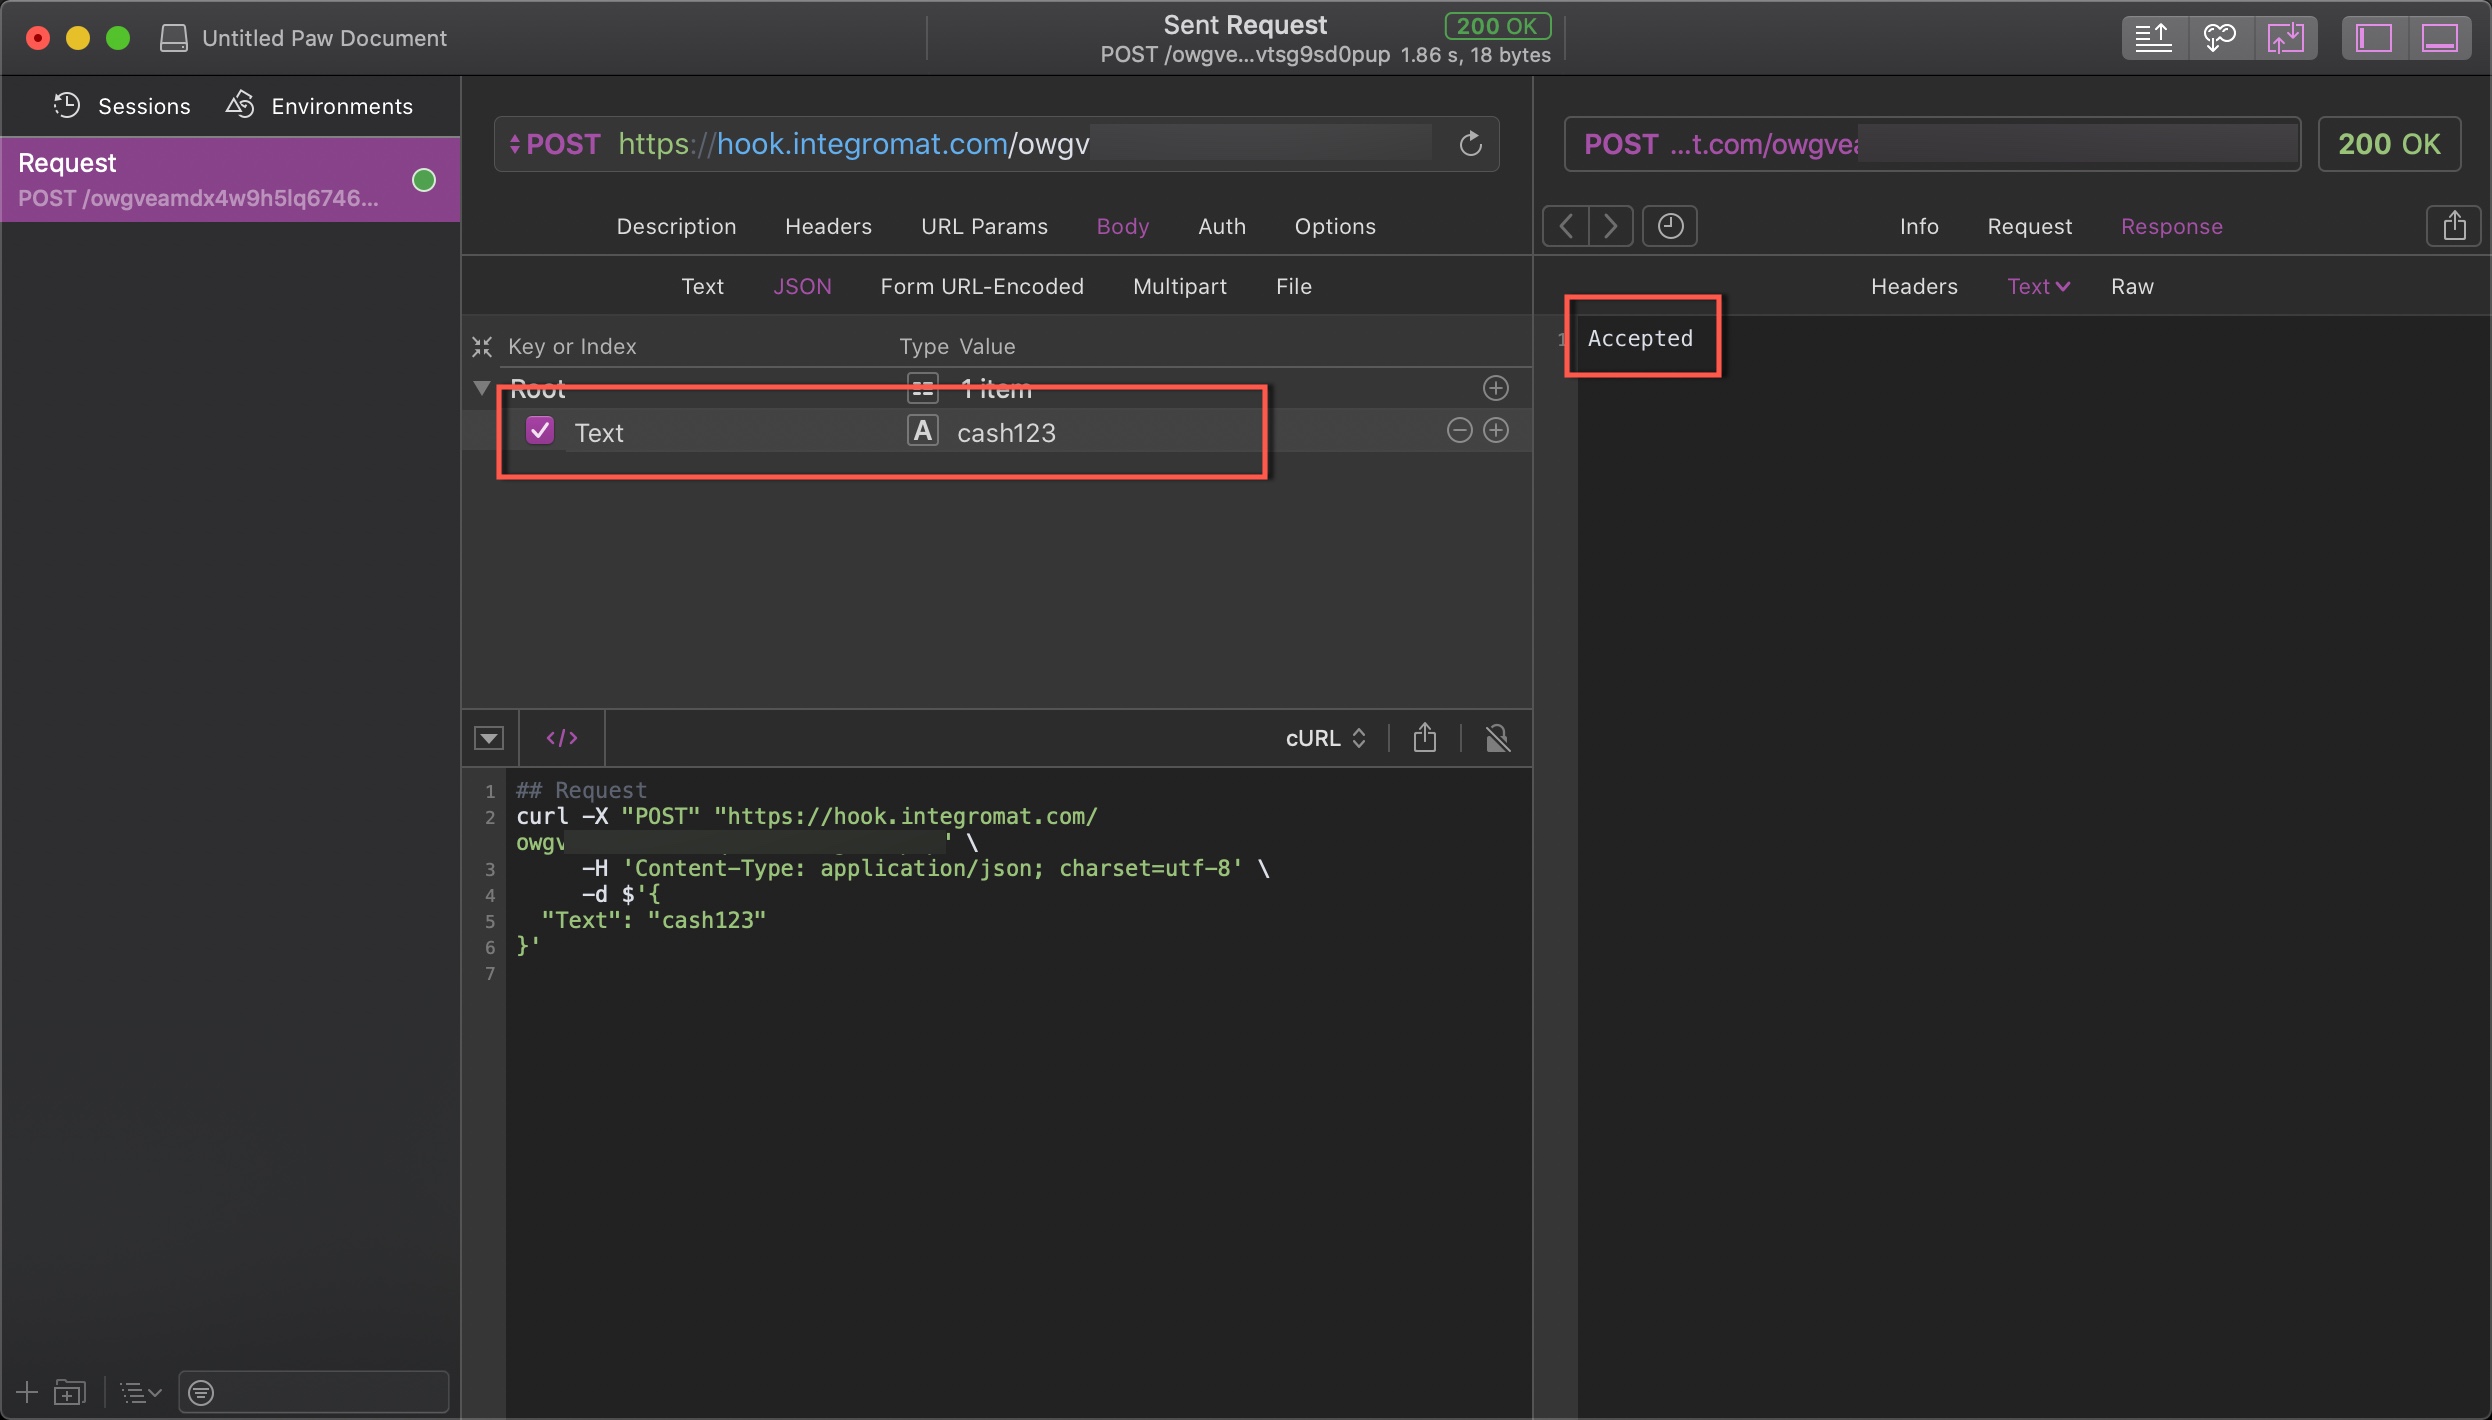 Untitled Paw Document
Sent Request 200 OK
POST /owgve...vtsg9sd0pup 1.86 s, 18 bytes
Sessions Environments
Request
POST /owgveamdx4w9h5lq6746...
POST https://hook.integromat.com/owgv
Description Headers URL Params Body Auth Options
Text JSON Form URL-Encoded Multipart File
Key or Index Type Value
Root 1 item
Text A cash123
cURL
1 ## Request
2 curl -X "POST" "https://hook.integromat.com/
owgv ' \
3 -H 'Content-Type: application/json; charset=utf-8' \
4 -d $'{
5 "Text": "cash123"
6 }'
7
POST ...t.com/owgvea 200 OK
Info Request Response
Headers Text Raw
1 Accepted